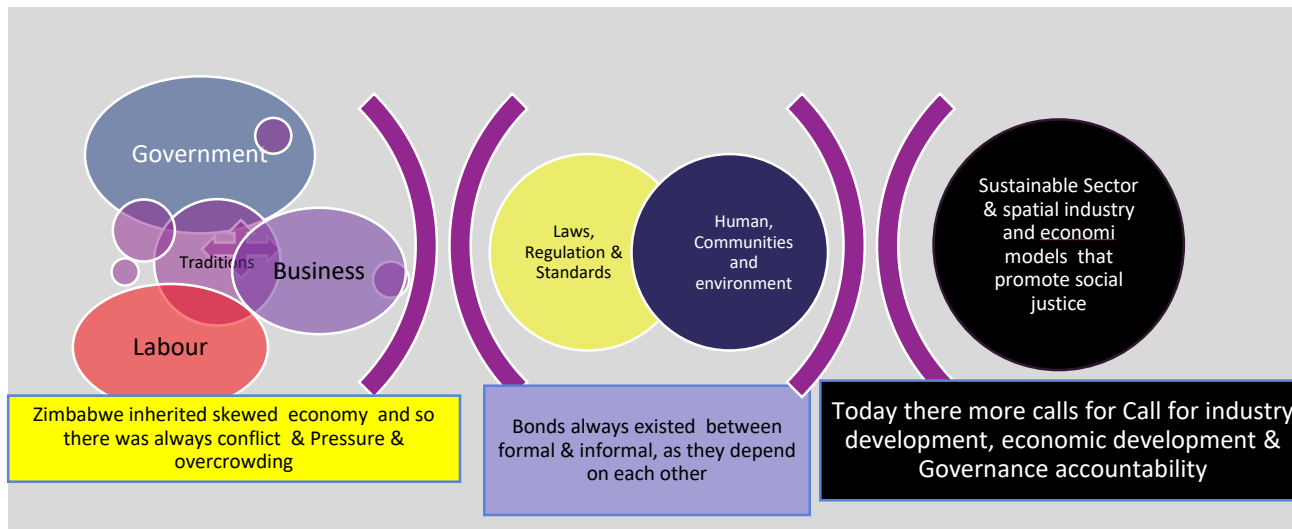 Government
Traditions
Business
Labour
Zimbabwe inherited skewed economy and so
there was always conflict & Pressure &
overcrowding
Laws,
Regulation &
Standards
Human,
Communities
and
environment
Bonds always existed between
formal & informal, as they depend
on each other
Sustainable Sector
& spatial industry
and economi
models that
promote social
justice
Today there more calls for Call for industry
development, economic development &
Governance accountability